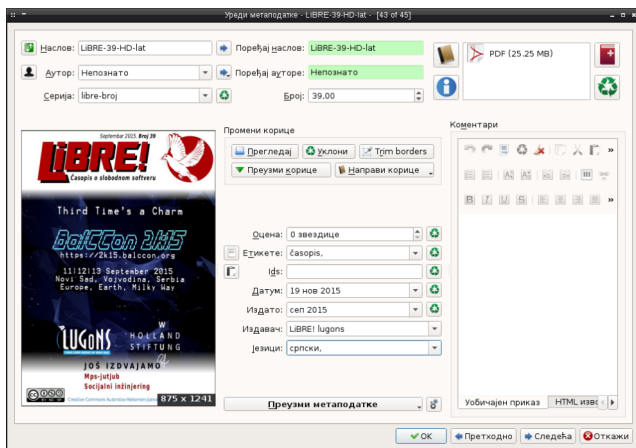 Уреди метаподатке - LiBRE-39-HD-lat - [43 of 45]
Наслов: LiBRE-39-HD-lat Поређај наслов: LiBRE-39-HD-lat
Аутор: Непознато Поређај ауторе: Непознато
Серија: libre-broj Број: 39,00
PDF (25.25 MB)
Промени корице
Прегледај Уклони Trim borders
Преузми корице Направи корице
Septembar 2015. Broj 39
LiBRE!
Časopis o slobodnom softveru
Third Time's a Charm
BalCCon 2K15
https://2k15.balccon.org
11|12|13 September 2015
Novi Sad, Vojvodina, Serbia
Europe, Earth, Milky Way
LUGoNS
HOLLAND
STIFTUNG
JOŠ IZDVAJAMO
Mps-jutjub
Socijalni inžinjering
875 x 1241
Оцена: 0 звездице
Етикете: časopis,
Ids:
Датум: 19 нов 2015
Издато: сеп 2015
Издавач: LiBRE! lugons
Језици: српски,
Преузми метаподатке
Коментари
B I U S
Уобичајен приказ HTML изво
OK Претходно Следећа Откажи